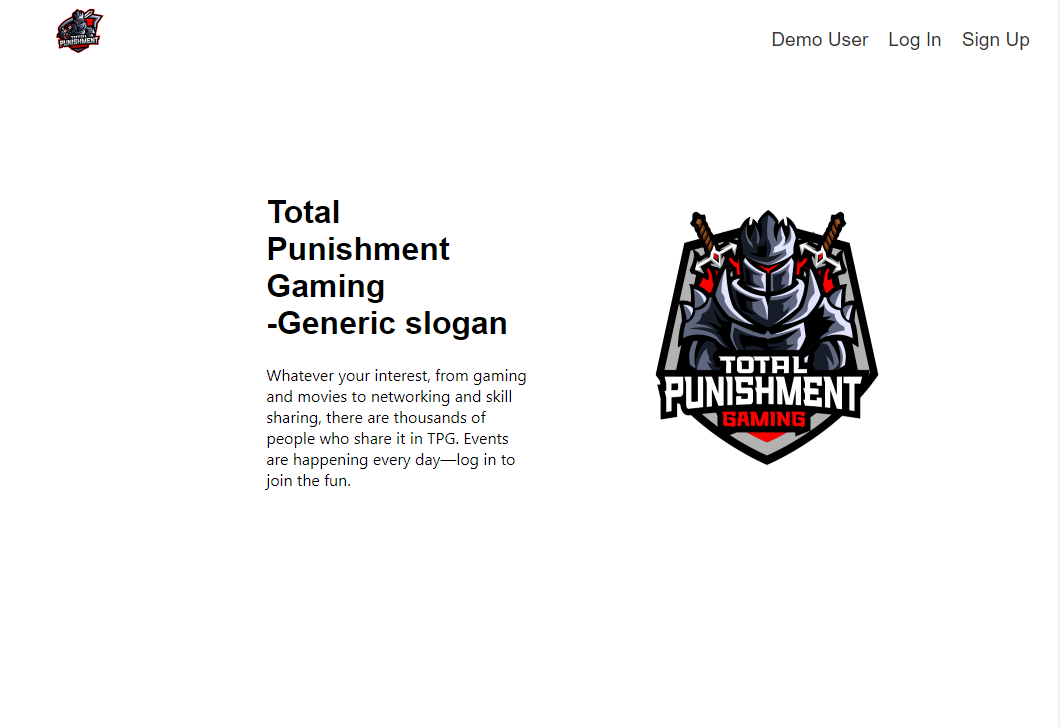 TOTAL
PUNISHMENT
Demo User Log In Sign Up
Total
Punishment
Gaming
-Generic slogan
Whatever your interest, from gaming
and movies to networking and skill
sharing, there are thousands of
people who share it in TPG. Events
are happening every day—log in to
join the fun.
TOTAL
PUNISHMENT
GAMING